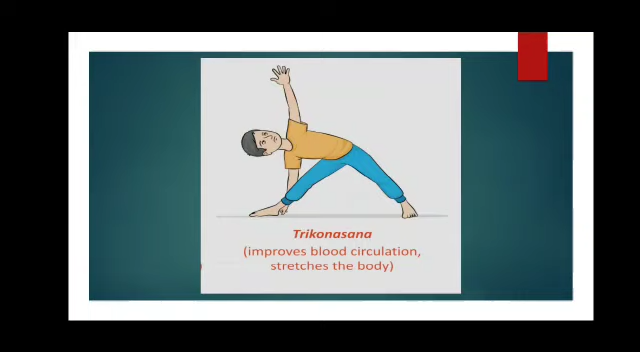 Trikonasana
(improves blood circulation,
stretches the body)